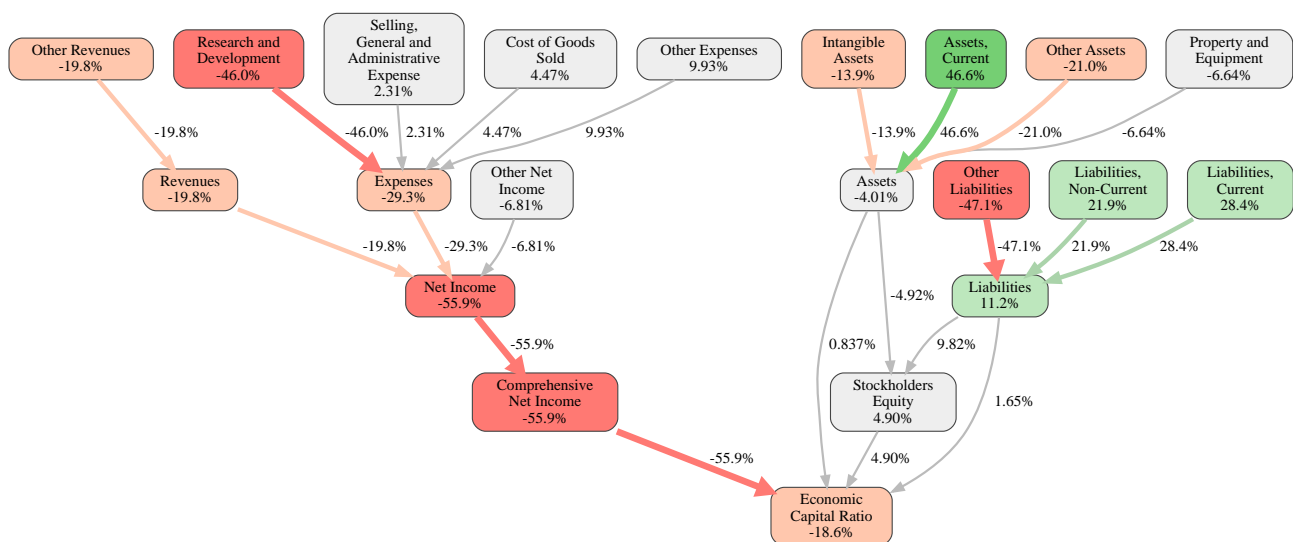 Other Revenues
-19.8%
Research and
Development
-46.0%
Selling,
General and
Administrative
Expense
2.31%
Cost of Goods
Sold
4.47%
Other Expenses
9.93%
Intangible
Assets
-13.9%
Assets,
Current
46.6%
Other Assets
-21.0%
Property and
Equipment
-6.64%
-19.8%
-46.0%
2.31%
4.47%
9.93%
-13.9%
46.6%
-21.0%
-6.64%
Revenues
-19.8%
Expenses
-29.3%
Other Net
Income
-6.81%
Assets
-4.01%
Other
Liabilities
-47.1%
Liabilities,
Non-Current
21.9%
Liabilities,
Current
28.4%
-19.8%
-29.3%
-6.81%
-47.1%
21.9%
28.4%
Net Income
-55.9%
Liabilities
11.2%
-4.92%
-55.9%
0.837%
9.82%
Comprehensive
Net Income
-55.9%
Stockholders
Equity
4.90%
1.65%
-55.9%
4.90%
Economic
Capital Ratio
-18.6%